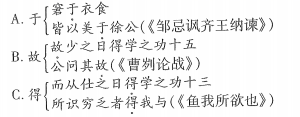 窘于衣食
A.于
皆以美于徐公(《邹忌讽齐王纳谏》)
故少之日得学之功十五
B.故
公问其故(《曹刿论战》)
而从仕之日得学之功十三
C.得
所识穷乏者得我与(《鱼我所欲也》)